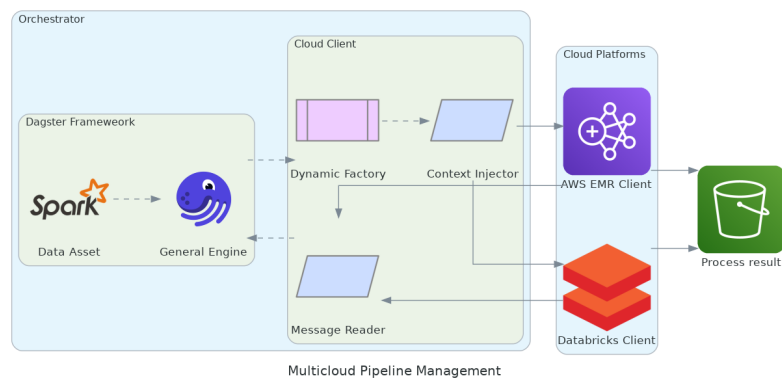 Orchestrator
Cloud Client
Cloud Platforms
Dagster Frameweork
Dynamic Factory
Context Injector
AWS EMR Client
Spark
Data Asset
General Engine
Process result
Message Reader
Databricks Client
Multicloud Pipeline Management